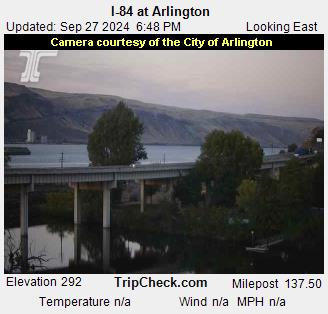 I-84 at Arlington
Updated: Sep 27 2024 6:48 PM Looking East
Camera courtesy of the City of Arlington
Elevation 292 TripCheck.com Milepost 137.50
Temperature n/a Wind n/a MPH n/a